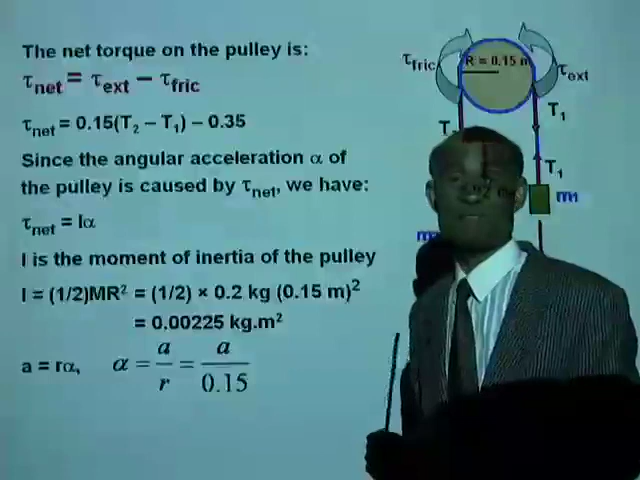 The net torque on the pulley is:
τnet = τext − τfric
τnet = 0.15(T2 − T1) − 0.35
Since the angular acceleration α of
the pulley is caused by τnet, we have:
τnet = Iα
I is the moment of inertia of the pulley
I = (1/2)MR² = (1/2) × 0.2 kg (0.15 m)²
= 0.00225 kg.m²
a = rα, α = a/r = a/0.15
τfric
R = 0.15 m
τext
T1
T1
m1